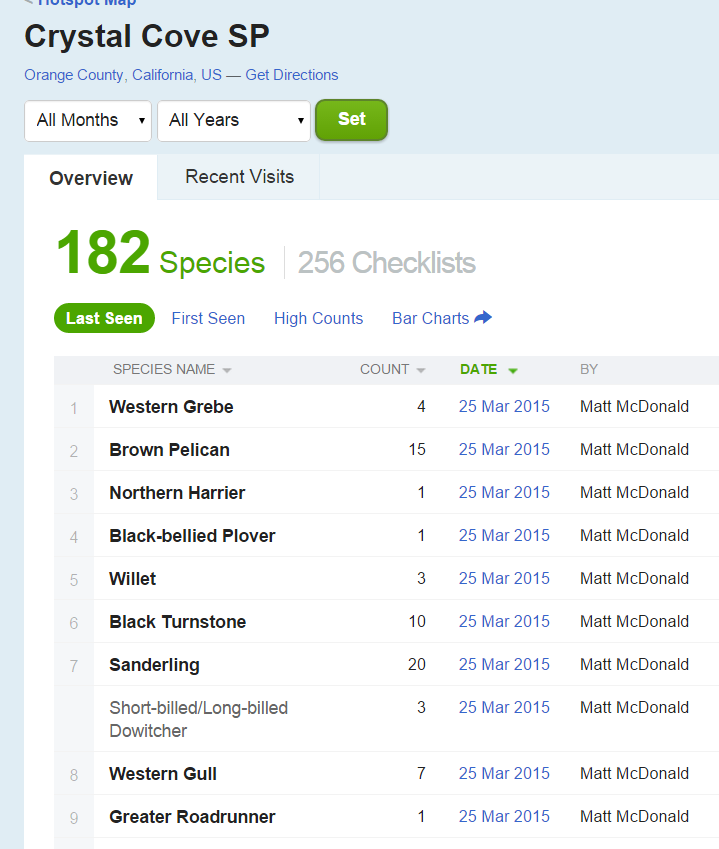 < Hotspot Map
Crystal Cove SP
Orange County, California, US — Get Directions
All Months All Years Set
Overview Recent Visits
182 Species 256 Checklists
Last Seen First Seen High Counts Bar Charts
SPECIES NAME COUNT DATE BY
1 Western Grebe 4 25 Mar 2015 Matt McDonald
2 Brown Pelican 15 25 Mar 2015 Matt McDonald
3 Northern Harrier 1 25 Mar 2015 Matt McDonald
4 Black-bellied Plover 1 25 Mar 2015 Matt McDonald
5 Willet 3 25 Mar 2015 Matt McDonald
6 Black Turnstone 10 25 Mar 2015 Matt McDonald
7 Sanderling 20 25 Mar 2015 Matt McDonald
Short-billed/Long-billed 3 25 Mar 2015 Matt McDonald
Dowitcher
8 Western Gull 7 25 Mar 2015 Matt McDonald
9 Greater Roadrunner 1 25 Mar 2015 Matt McDonald